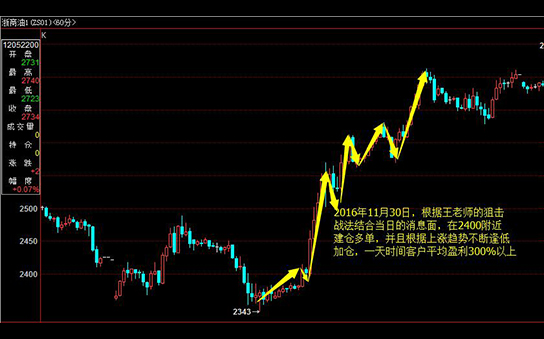 浙商油1 (ZS01)<60分>
K
2
12052200
开 盘
2731
最 高
2740
最 低
2723
收 盘
2734
成 交 量
0
持 仓
0
涨 跌
+2
幅 度
+0.07%
2500
2450
2400
2343
2016年11月30日，根据王老师的狙击
战法结合当日的消息面，在2400附近
建仓多单，并且根据上涨趋势不断逢低
加仓，一天时间客户平均盈利300%以上